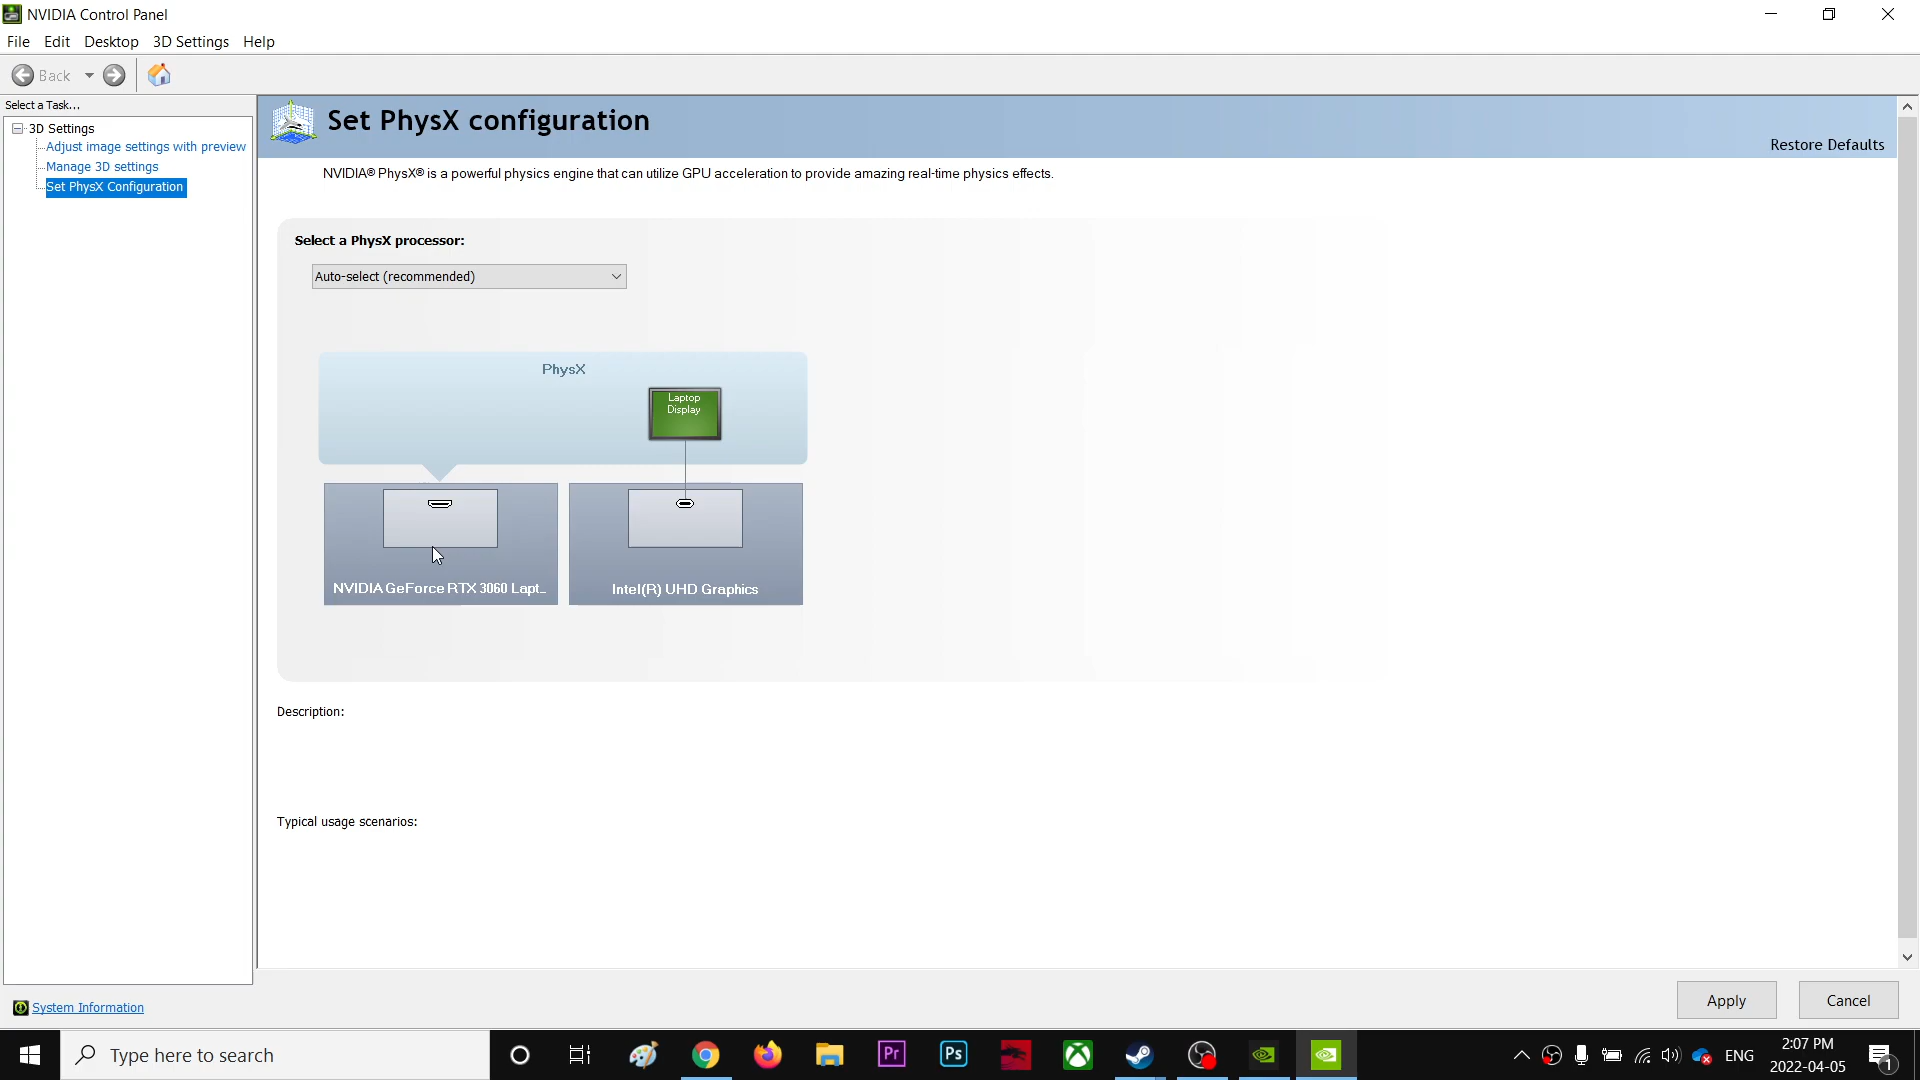 NVIDIA Control Panel
File Edit Desktop 3D Settings Help
Back
Select a Task...
3D Settings
Adjust image settings with preview
Manage 3D settings
Set PhysX Configuration
Set PhysX configuration
Restore Defaults
NVIDIA® PhysX® is a powerful physics engine that can utilize GPU acceleration to provide amazing real-time physics effects.
Select a PhysX processor:
Auto-select (recommended)
PhysX
Laptop
Display
NVIDIA GeForce RTX 3060 Lapt...
Intel(R) UHD Graphics
Description:
Typical usage scenarios:
System Information
Apply
Cancel
Type here to search
Pr
Ps
ENG
2:07 PM
2022-04-05
1